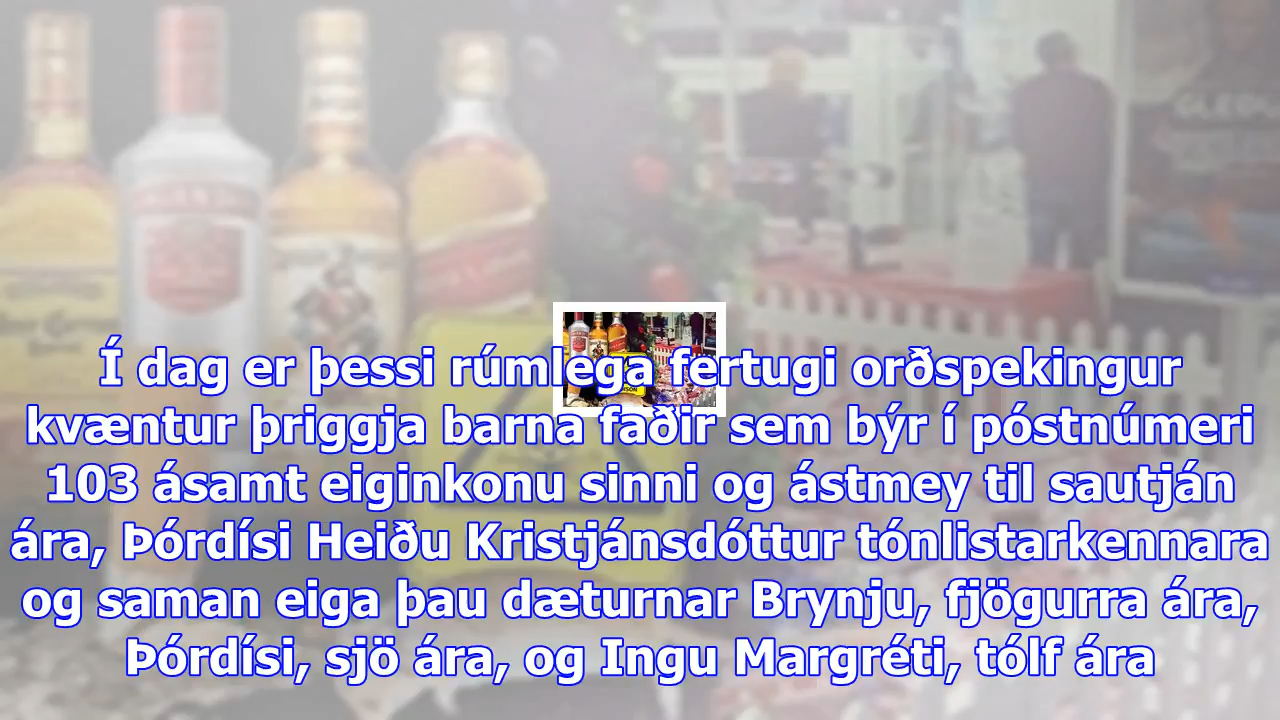 GLEÐI
Í dag er þessi rúmlega fertugi orðspekingur
kvæntur þriggja barna faðir sem býr í póstnúmeri
103 ásamt eiginkonu sinni og ástmey til sautján
ára, Þórdísi Heiðu Kristjánsdóttur tónlistarkennara
og saman eiga þau dæturnar Brynju, fjögurra ára,
Þórdísi, sjö ára, og Ingu Margréti, tólf ára